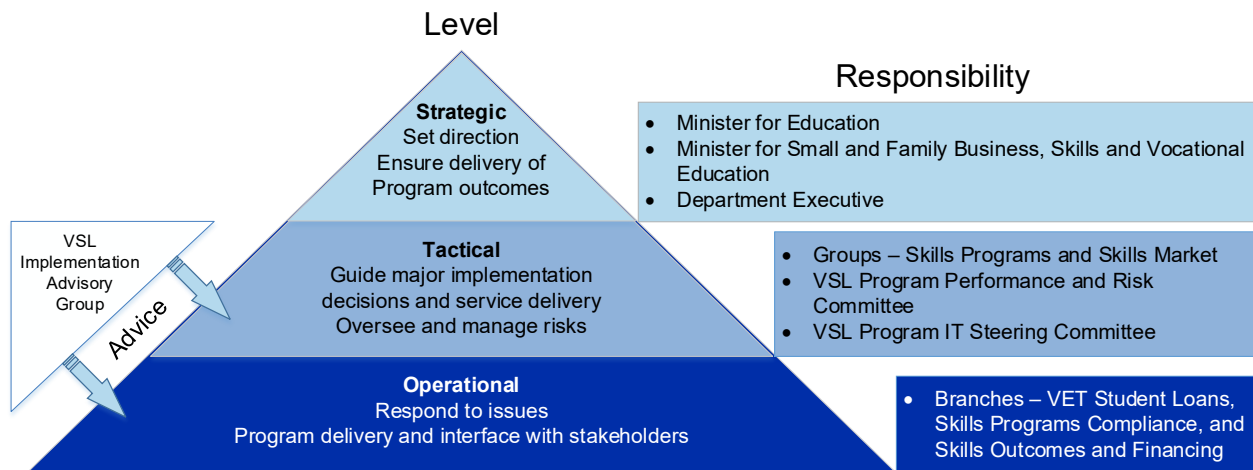 Level
Responsibility
Strategic
Set direction
Ensure delivery of
Program outcomes
• Minister for Education
• Minister for Small and Family Business, Skills and Vocational
Education
• Department Executive
VSL
Implementation
Advisory
Group
Advice
Tactical
Guide major implementation
decisions and service delivery
Oversee and manage risks
• Groups – Skills Programs and Skills Market
• VSL Program Performance and Risk
Committee
• VSL Program IT Steering Committee
Operational
Respond to issues
Program delivery and interface with stakeholders
• Branches – VET Student Loans,
Skills Programs Compliance, and
Skills Outcomes and Financing